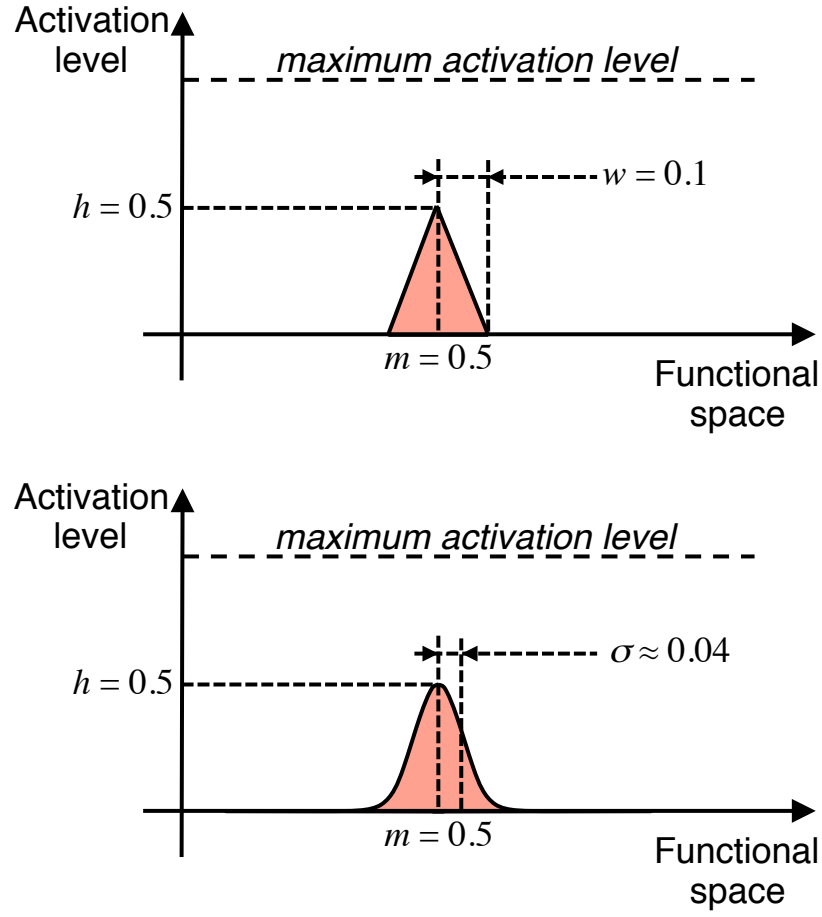 Activation
level
maximum activation level
w = 0.1
h = 0.5
m = 0.5
Functional
space
Activation
level
maximum activation level
σ ≈ 0.04
h = 0.5
m = 0.5
Functional
space